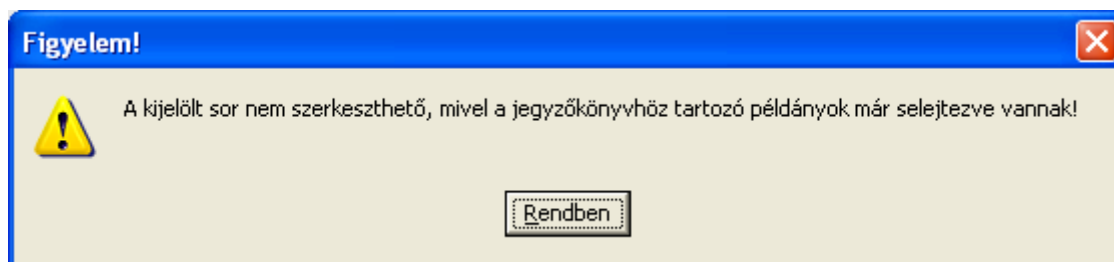 Figyelem!
A kijelölt sor nem szerkeszthető, mivel a jegyzőkönyvhöz tartozó példányok már selejtezve vannak!
Rendben